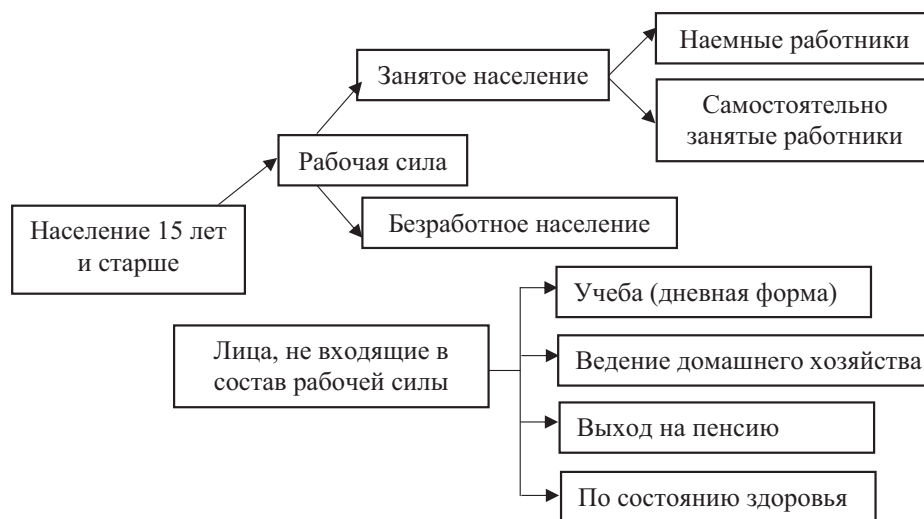 Наемные работники
Занятое население
Самостоятельно
занятые работники
Рабочая сила
Население 15 лет
и старше
Безработное население
Лица, не входящие в
состав рабочей силы
Учеба (дневная форма)
Ведение домашнего хозяйства
Выход на пенсию
По состоянию здоровья